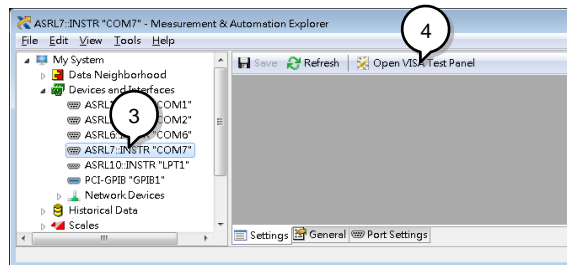 ASRL7::INSTR "COM7" - Measurement & Automation Explorer
File Edit View Tools Help
4
My System
Data Neighborhood
Devices and Interfaces
"COM1"
"COM2"
3
ASRL6::INSTR "COM6"
ASRL7::INSTR "COM7"
ASRL10::INSTR "LPT1"
PCI-GPIB "GPIB1"
Network Devices
Historical Data
Scales
Save Refresh Open VISA Test Panel
Settings General Port Settings